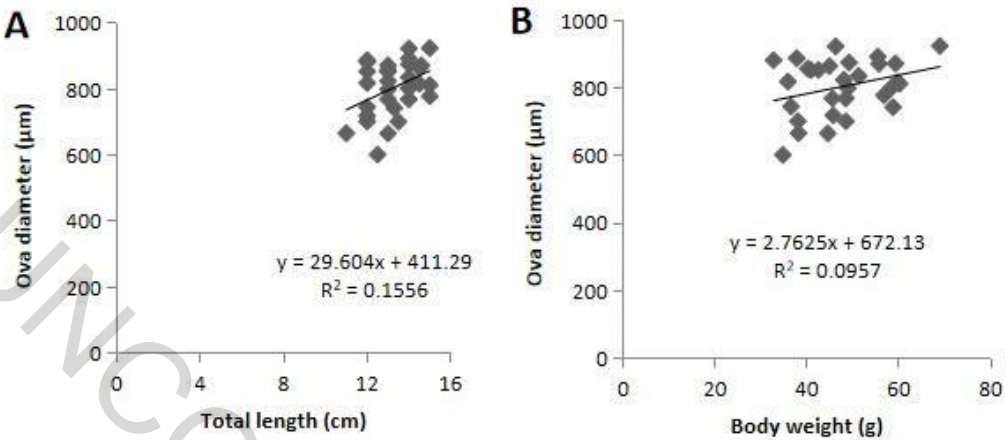 A
1000
800
600
400
200
0
0 4 8 12 16
Ova diameter (μm)
Total length (cm)
y = 29.604x + 411.29
R² = 0.1556
B
1000
800
600
400
200
0
0 20 40 60 80
Ova diameter (μm)
Body weight (g)
y = 2.7625x + 672.13
R² = 0.0957
UNC